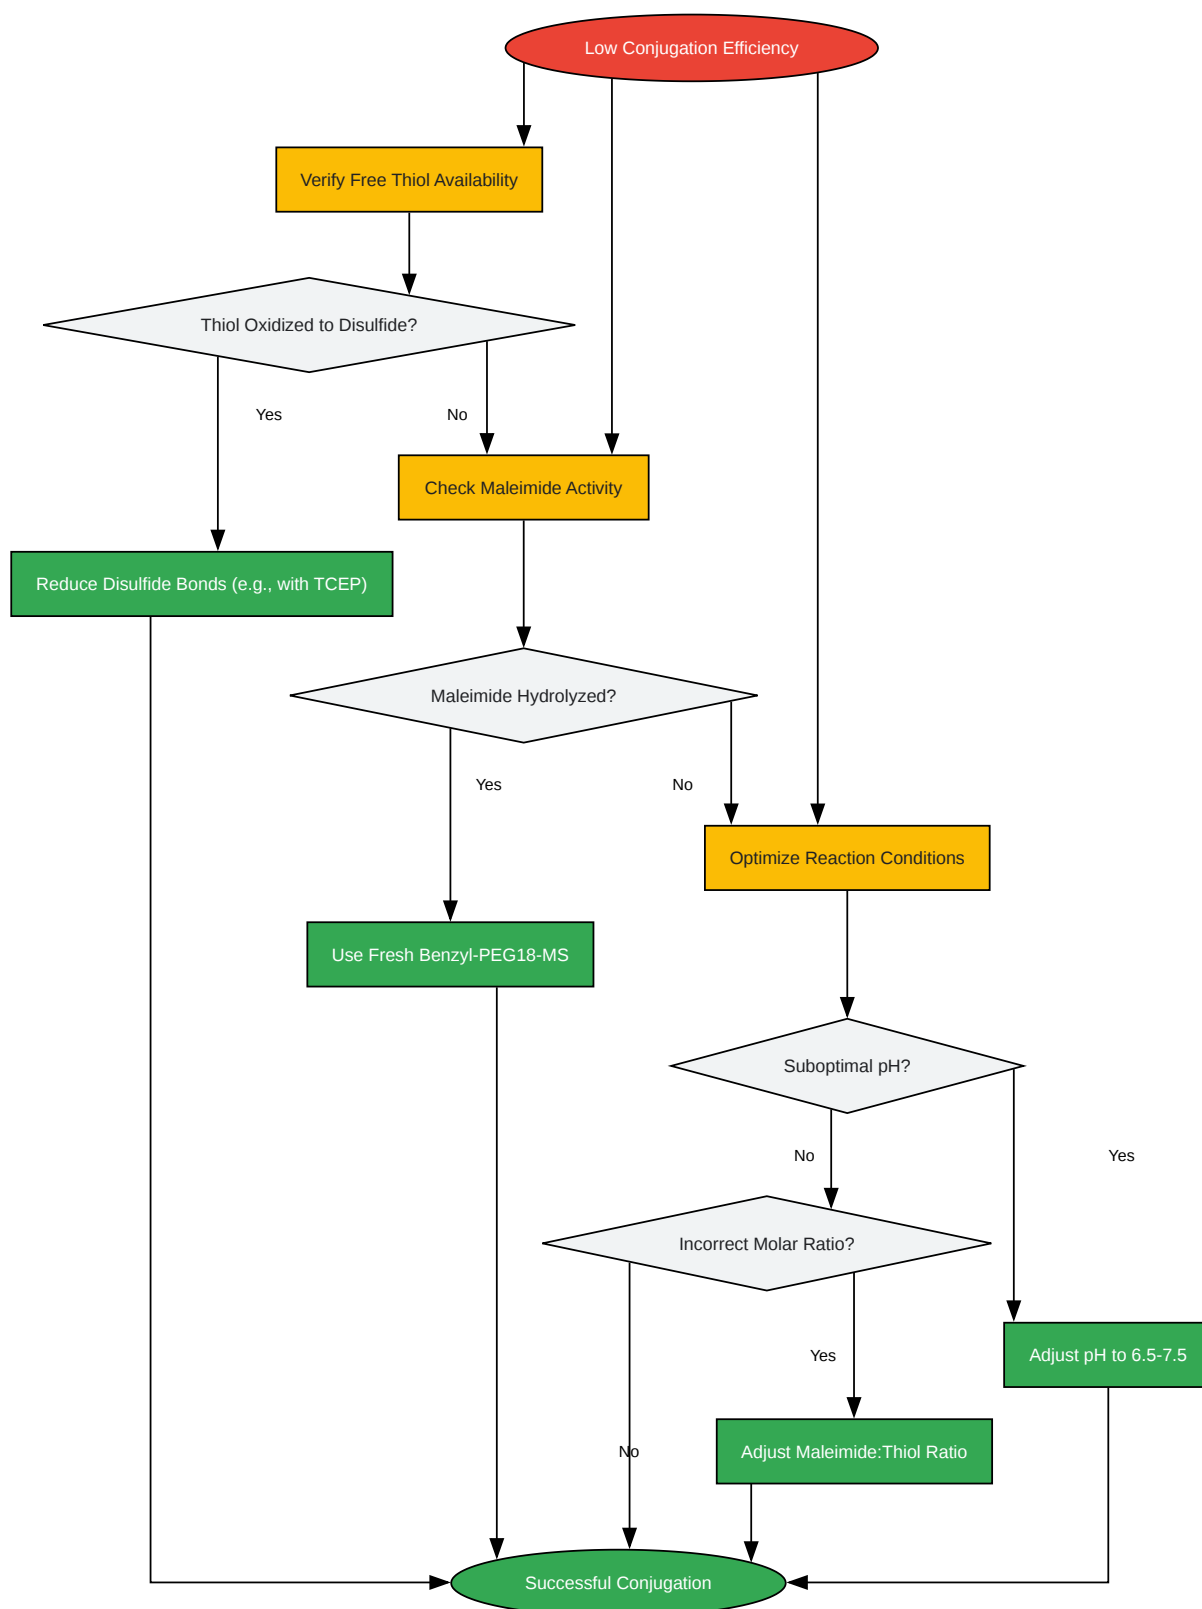 Low Conjugation Efficiency
Verify Free Thiol Availability
Thiol Oxidized to Disulfide?
Yes
No
Check Maleimide Activity
Reduce Disulfide Bonds (e.g., with TCEP)
Maleimide Hydrolyzed?
Yes
No
Optimize Reaction Conditions
Use Fresh Benzyl-PEG18-MS
Suboptimal pH?
No
Yes
Incorrect Molar Ratio?
Yes
Adjust pH to 6.5-7.5
No
Adjust Maleimide:Thiol Ratio
Successful Conjugation